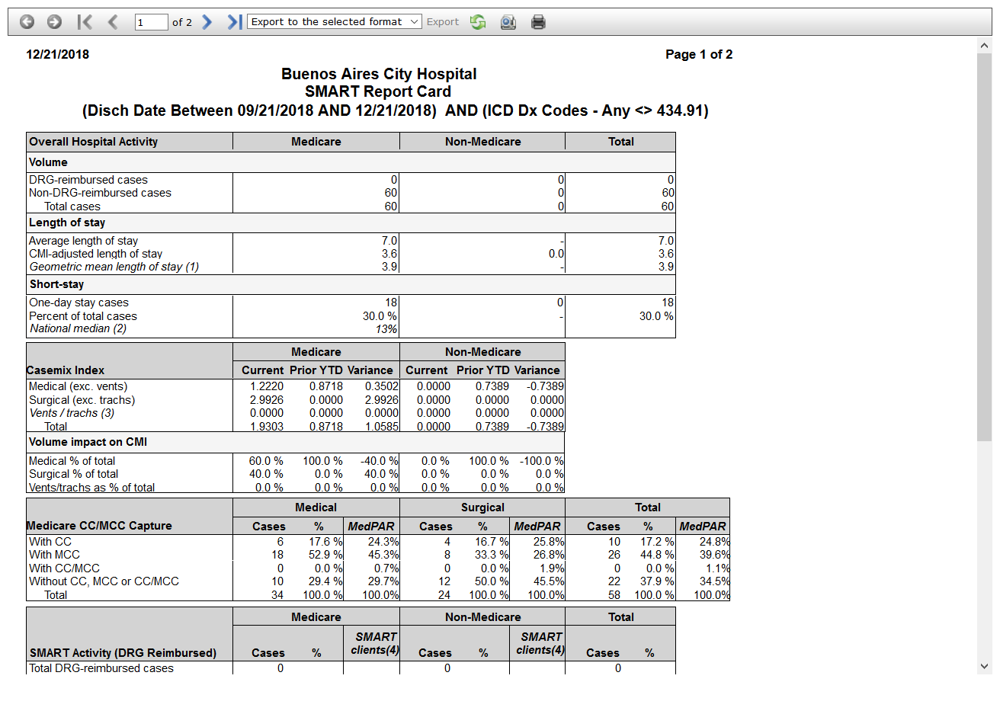 1 of 2 Export to the selected format Export
12/21/2018 Page 1 of 2
Buenos Aires City Hospital
SMART Report Card
(Disch Date Between 09/21/2018 AND 12/21/2018) AND (ICD Dx Codes - Any <> 434.91)
Overall Hospital Activity Medicare Non-Medicare Total
Volume
DRG-reimbursed cases 0 0 0
Non-DRG-reimbursed cases 60 0 60
Total cases 60 0 60
Length of stay
Average length of stay 7.0 - 7.0
CMI-adjusted length of stay 3.6 0.0 3.6
Geometric mean length of stay (1) 3.9 - 3.9
Short-stay
One-day stay cases 18 0 18
Percent of total cases 30.0 % - 30.0 %
National median (2) 13%
Medicare Non-Medicare
Casemix Index Current Prior YTD Variance Current Prior YTD Variance
Medical (exc. vents) 1.2220 0.8718 0.3502 0.0000 0.7389 -0.7389
Surgical (exc. trachs) 2.9926 0.0000 2.9926 0.0000 0.0000 0.0000
Vents / trachs (3) 0.0000 0.0000 0.0000 0.0000 0.0000 0.0000
Total 1.9303 0.8718 1.0585 0.0000 0.7389 -0.7389
Volume impact on CMI
Medical % of total 60.0 % 100.0 % -40.0 % 0.0 % 100.0 % -100.0 %
Surgical % of total 40.0 % 0.0 % 40.0 % 0.0 % 0.0 % 0.0 %
Vents/trachs as % of total 0.0 % 0.0 % 0.0 % 0.0 % 0.0 % 0.0 %
Medical Surgical Total
Medicare CC/MCC Capture Cases % MedPAR Cases % MedPAR Cases % MedPAR
With CC 6 17.6 % 24.3% 4 16.7 % 25.8% 10 17.2 % 24.8%
With MCC 18 52.9 % 45.3% 8 33.3 % 26.8% 26 44.8 % 39.6%
With CC/MCC 0 0.0 % 0.7% 0 0.0 % 1.9% 0 0.0 % 1.1%
Without CC, MCC or CC/MCC 10 29.4 % 29.7% 12 50.0 % 45.5% 22 37.9 % 34.5%
Total 34 100.0 % 100.0% 24 100.0 % 100.0% 58 100.0 % 100.0%
Medicare Non-Medicare Total
SMART SMART
SMART Activity (DRG Reimbursed) Cases % clients(4) Cases % clients(4) Cases %
Total DRG-reimbursed cases 0 0 0